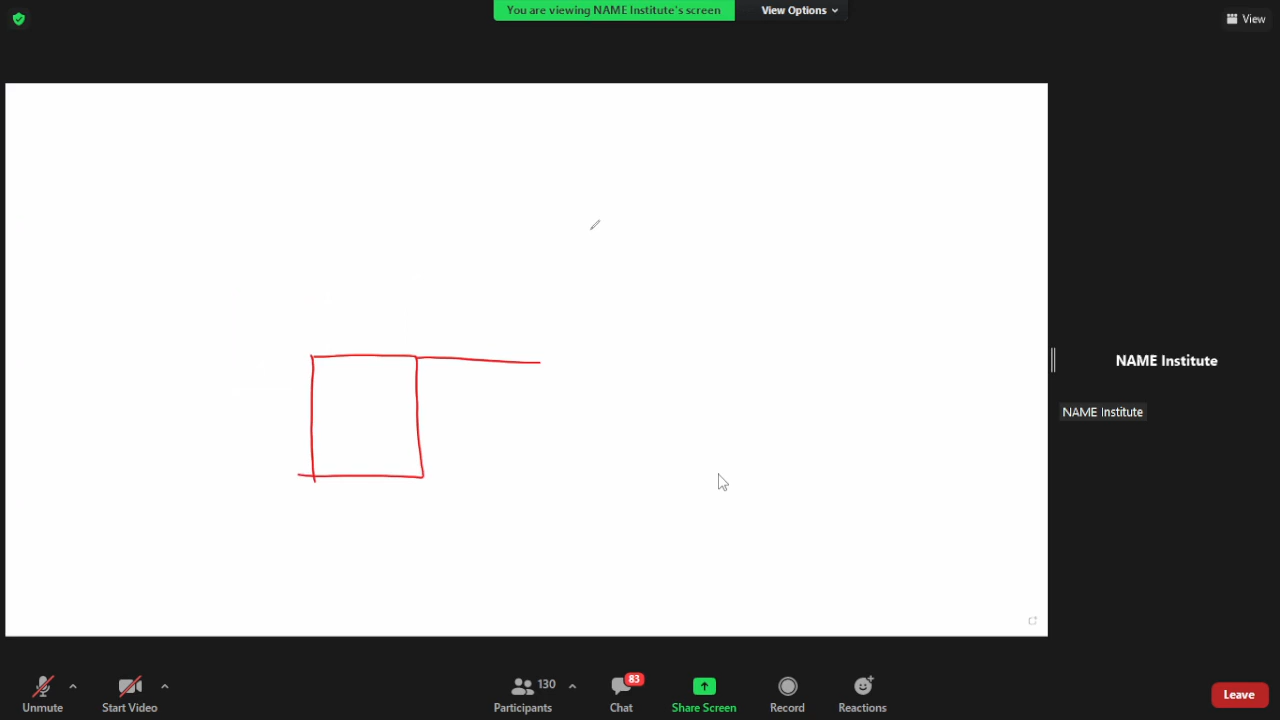 You are viewing NAME Institute's screen
View Options
View
NAME Institute
NAME Institute
130
83
Unmute
Start Video
Participants
Chat
Share Screen
Record
Reactions
Leave